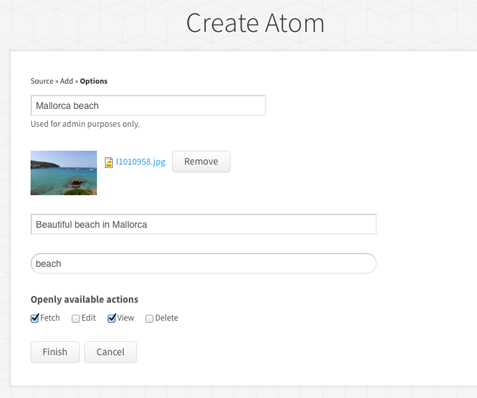 Create Atom
Source » Add » Options
Mallorca beach
Used for admin purposes only.
l1010958.jpg Remove
Beautiful beach in Mallorca
beach
Openly available actions
Fetch Edit View Delete
Finish Cancel